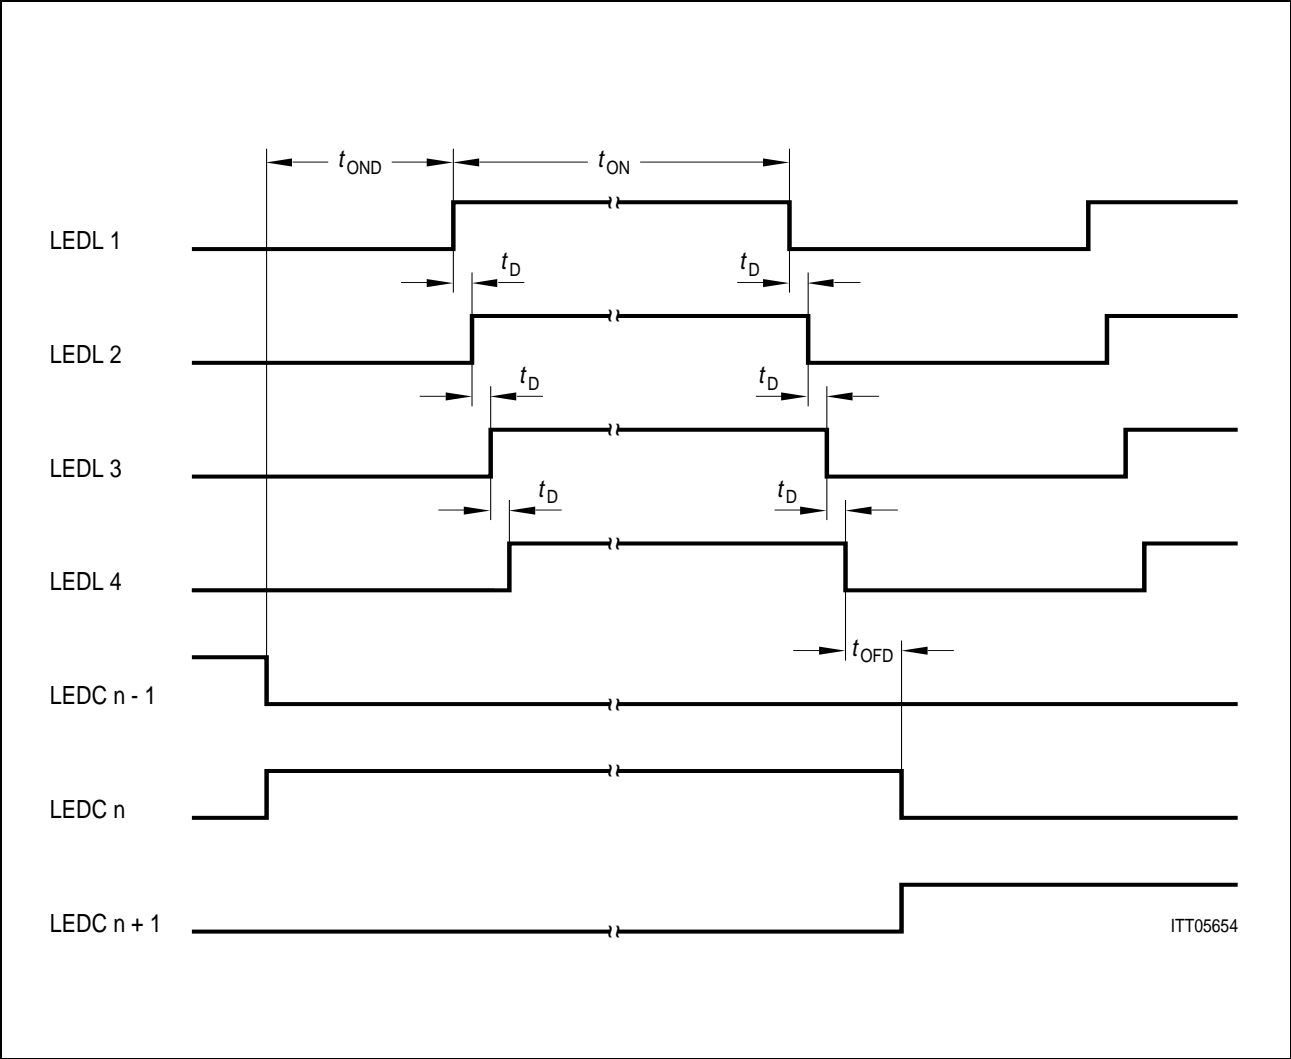 tOND tON
LEDL 1
tD tD
LEDL 2
tD tD
LEDL 3
tD tD
LEDL 4
tOFD
LEDC n - 1
LEDC n
LEDC n + 1
ITT05654